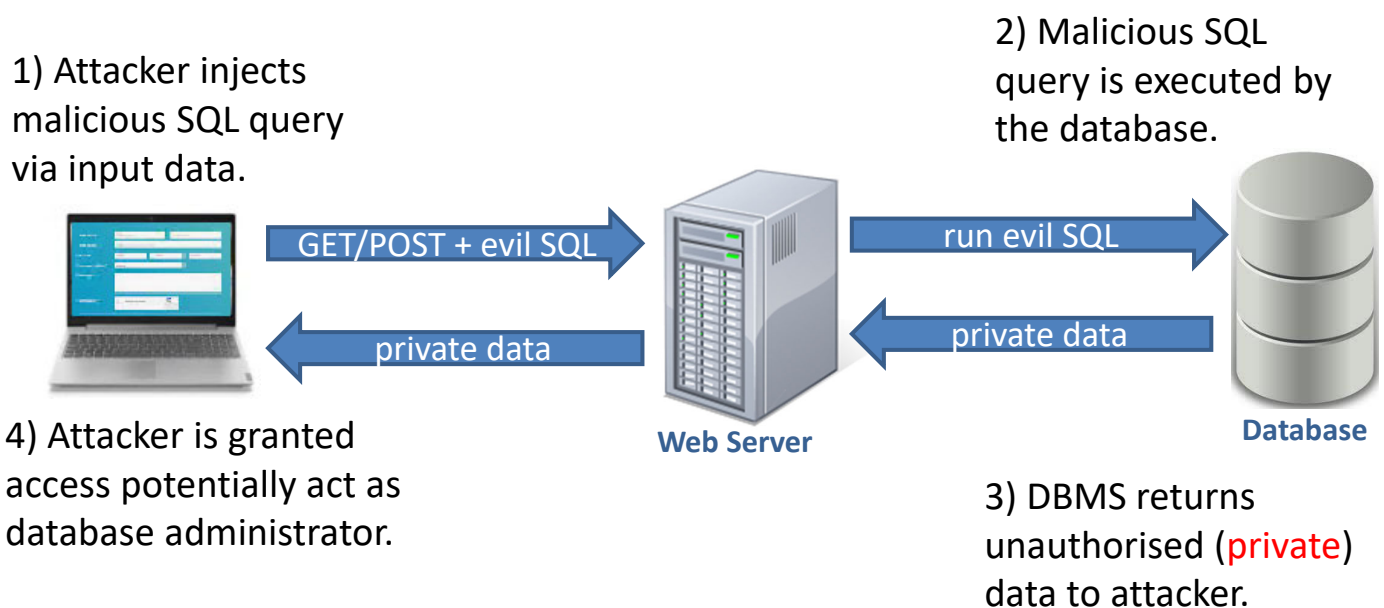 1) Attacker injects
malicious SQL query
via input data.
2) Malicious SQL
query is executed by
the database.
GET/POST + evil SQL
run evil SQL
private data
private data
Web Server
Database
4) Attacker is granted
access potentially act as
database administrator.
3) DBMS returns
unauthorised (private)
data to attacker.